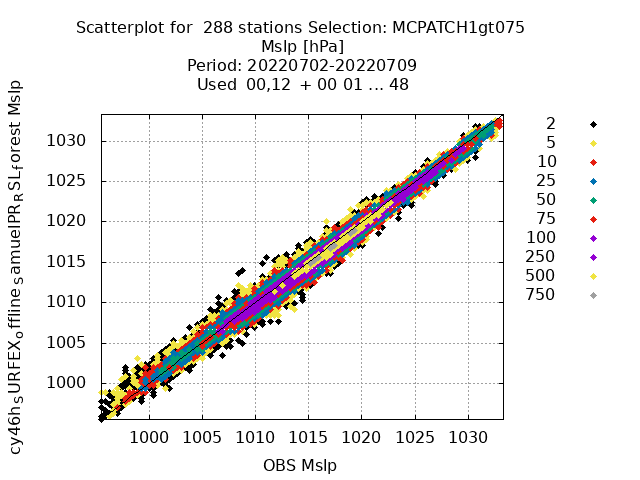 Scatterplot for  288 stations Selection: MCPATCH1gt075
Mslp [hPa]
Period: 20220702-20220709
Used  00,12  + 00 01 ... 48
cy46h_SURFEX_offline_SamuelPR_RSL_forest Mslp
1030
1025
1020
1015
1010
1005
1000
1000 1005 1010 1015 1020 1025 1030
OBS Mslp
2
5
10
25
50
75
100
250
500
750